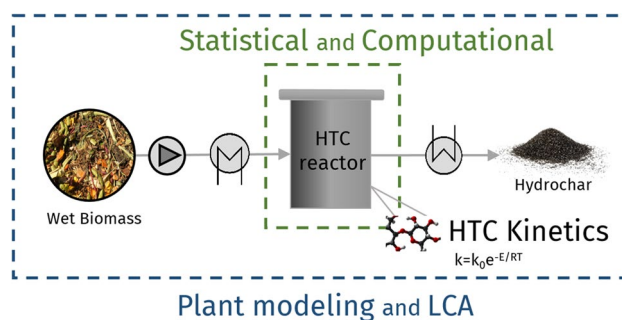 Statistical and Computational
HTC
reactor
Wet Biomass
Hydrochar
HTC Kinetics
k=k₀e⁻ᴱ/ᴿᵀ
Plant modeling and LCA